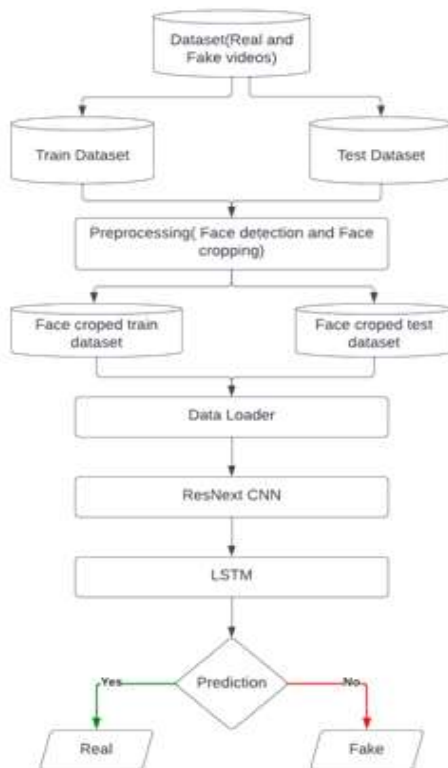 Dataset(Real and
Fake videos)
Train Dataset
Test Dataset
Preprocessing( Face detection and Face
cropping)
Face croped train
dataset
Face croped test
dataset
Data Loader
ResNext CNN
LSTM
Prediction
Yes
No
Real
Fake